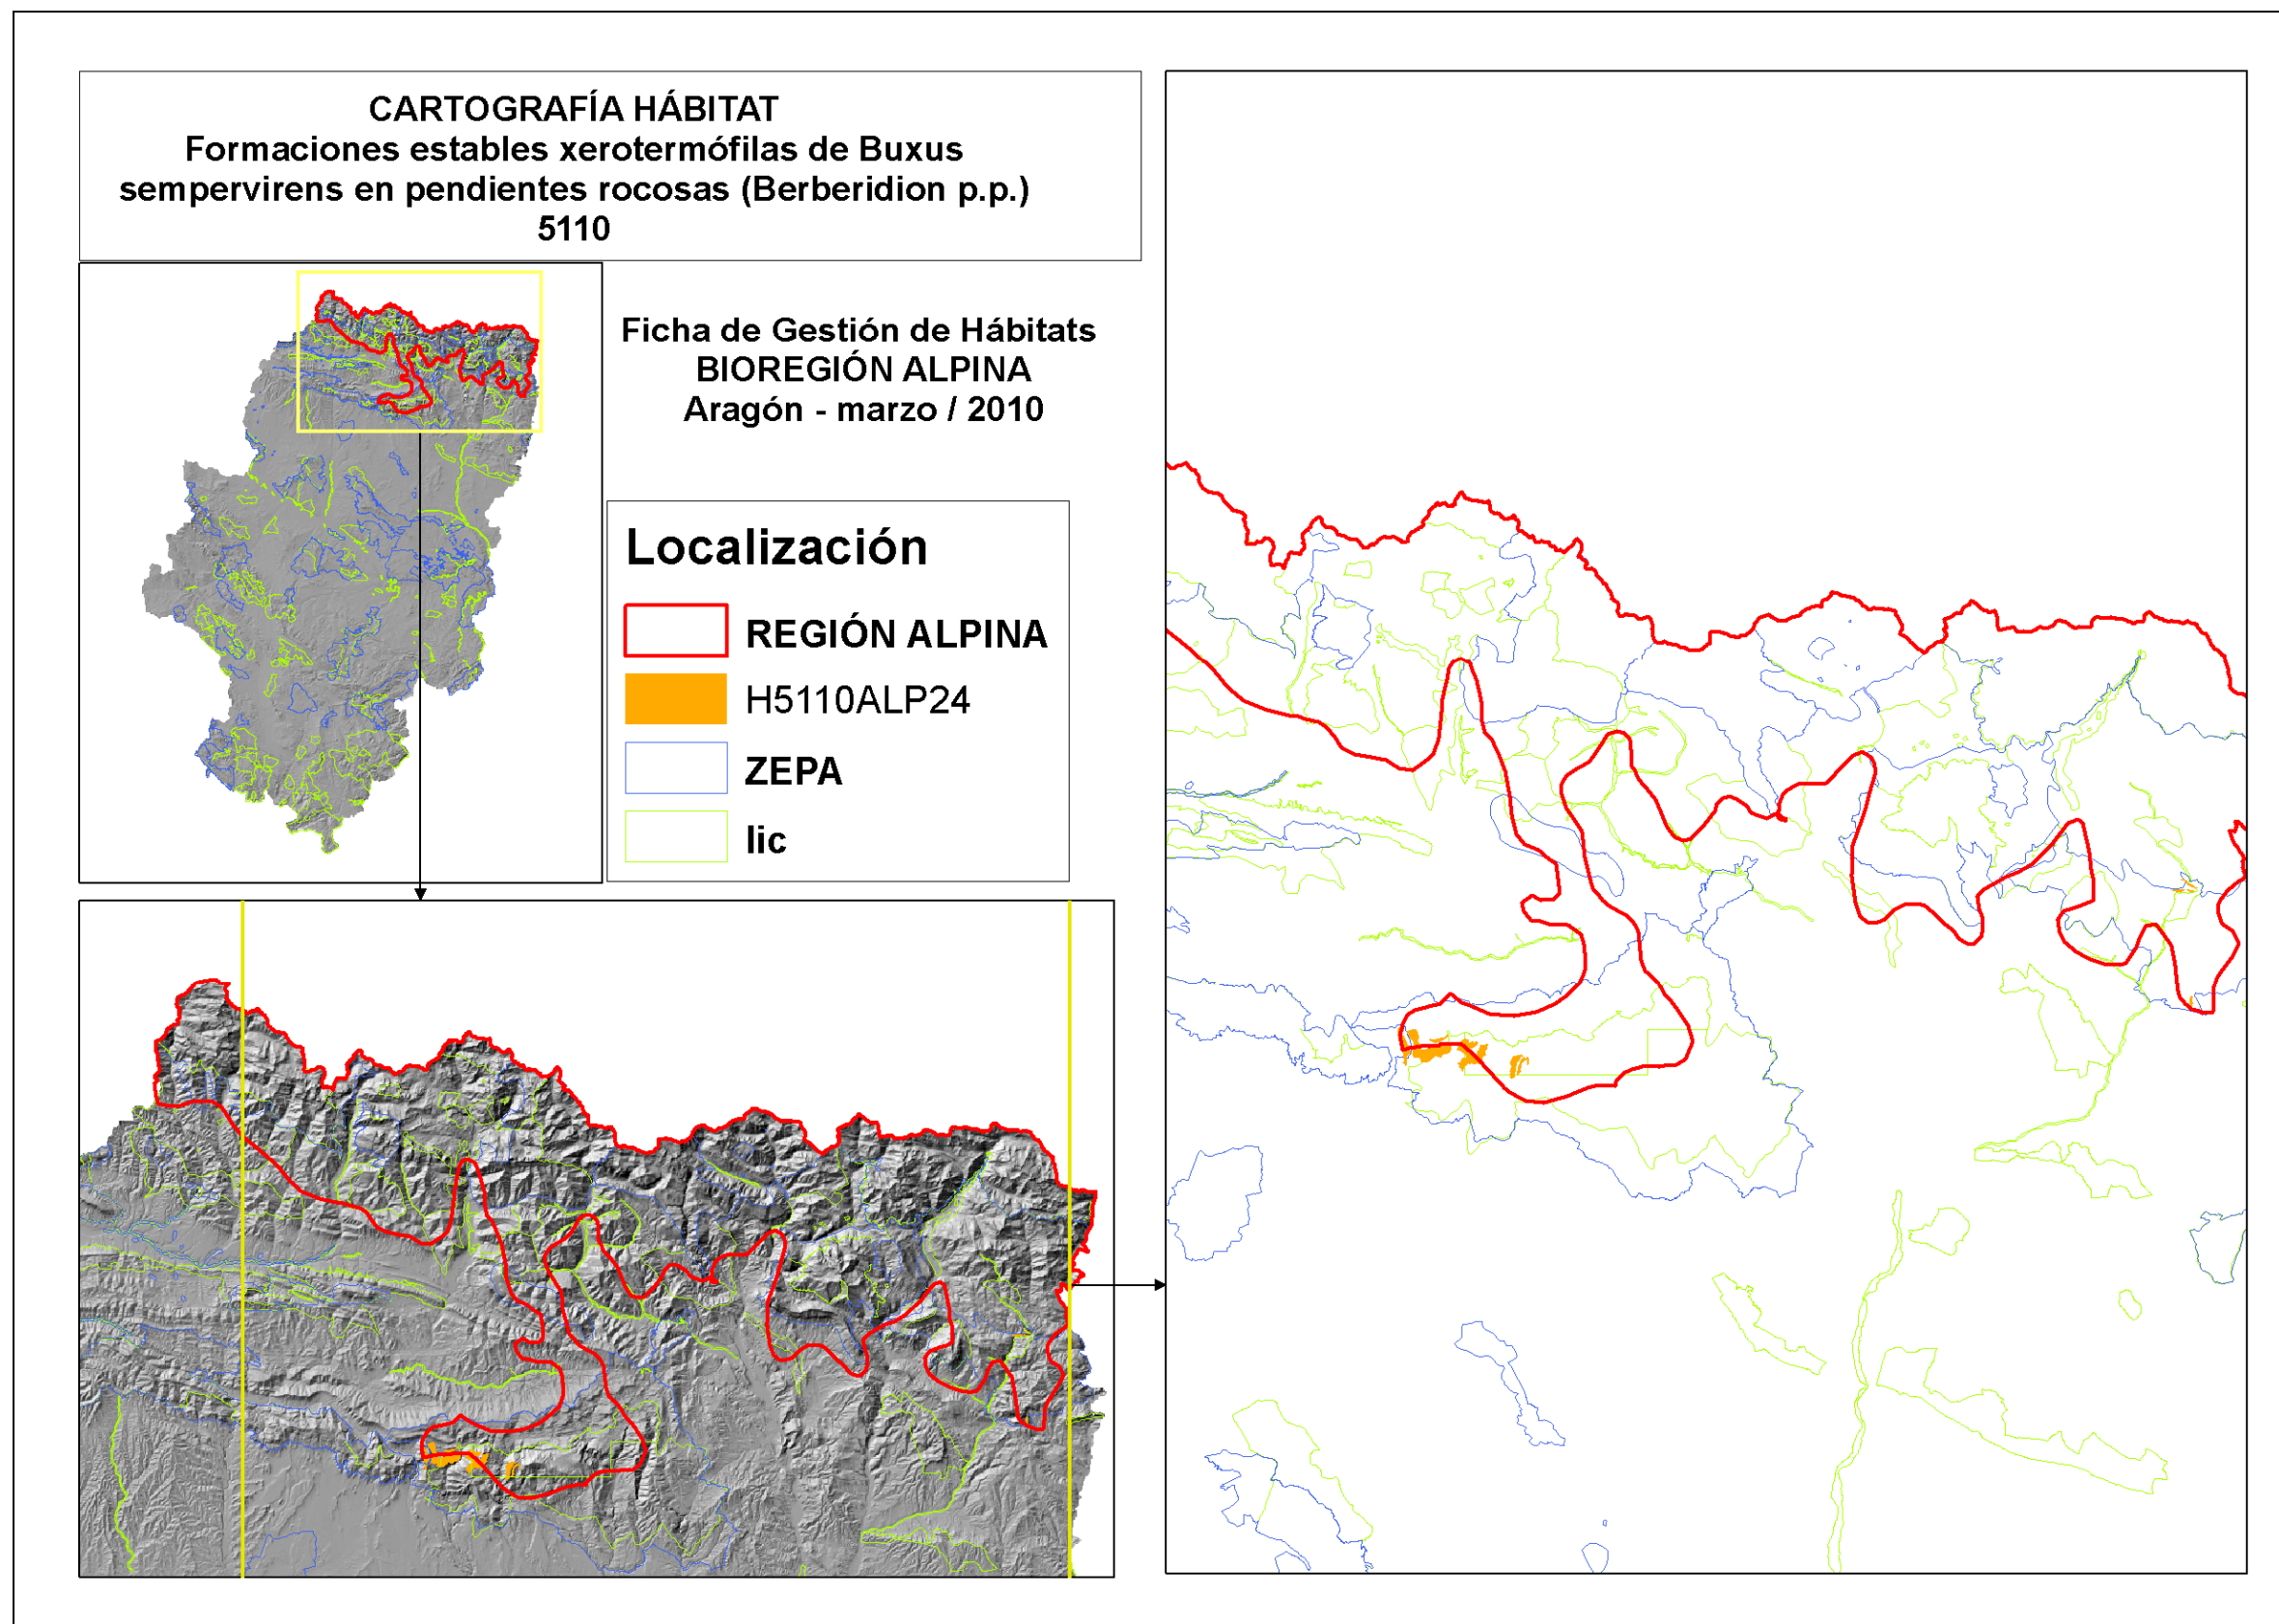 CARTOGRAFÍA HÁBITAT
Formaciones estables xerotermófilas de Buxus
sempervirens en pendientes rocosas (Berberidion p.p.)
5110
Ficha de Gestión de Hábitats
BIOREGIÓN ALPINA
Aragón - marzo / 2010
Localización
REGIÓN ALPINA
H5110ALP24
ZEPA
lic